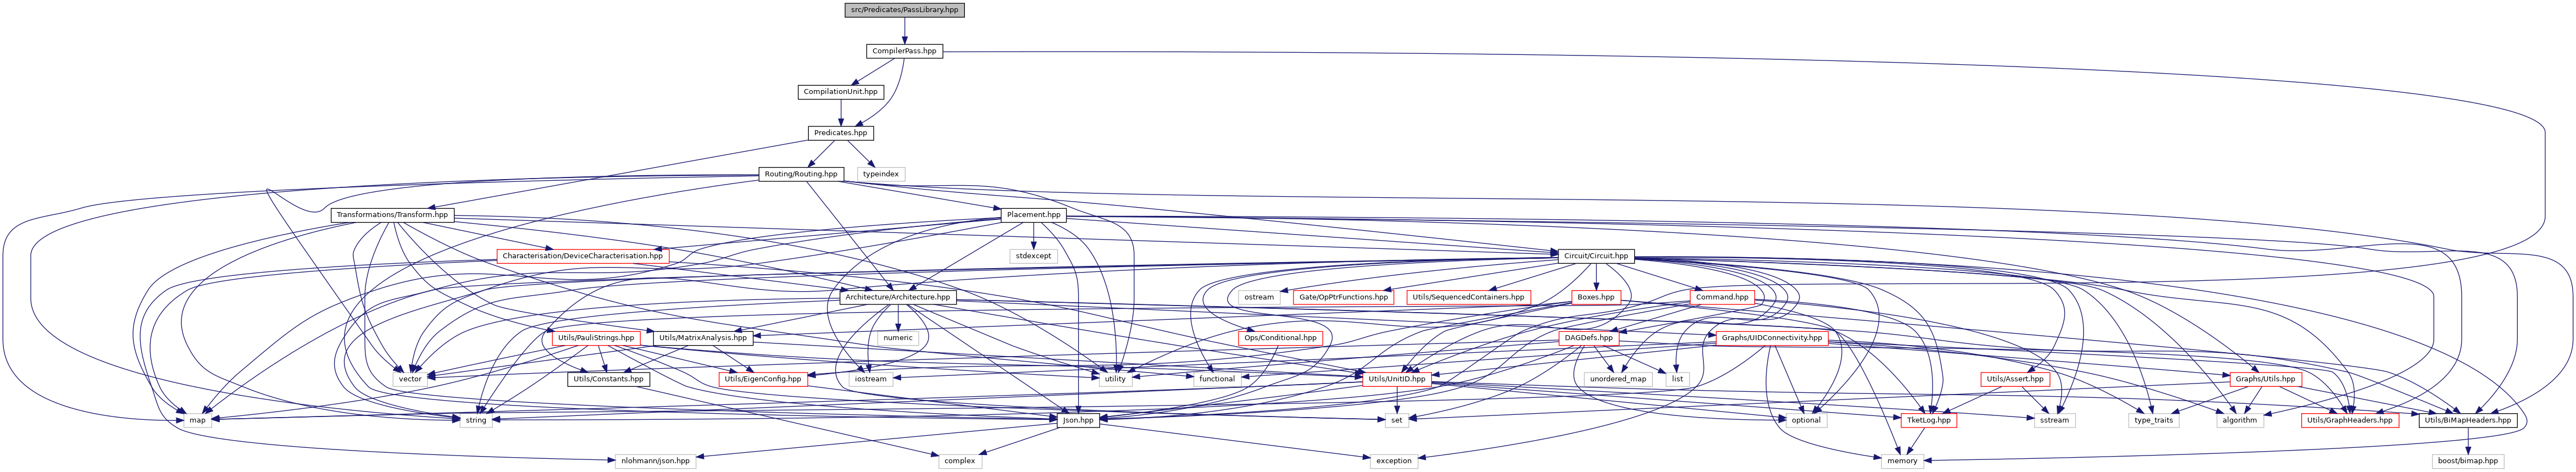 src/Predicates/PassLibrary.hpp
CompilerPass.hpp
CompilationUnit.hpp
Predicates.hpp
Routing/Routing.hpp
typeindex
Transformations/Transform.hpp
Placement.hpp
Characterisation/DeviceCharacterisation.hpp
stdexcept
Circuit/Circuit.hpp
Architecture/Architecture.hpp
ostream
Gate/OpPtrFunctions.hpp
Utils/SequencedContainers.hpp
Boxes.hpp
Command.hpp
Utils/PauliStrings.hpp
Utils/MatrixAnalysis.hpp
numeric
Ops/Conditional.hpp
DAGDefs.hpp
Graphs/UIDConnectivity.hpp
vector
Utils/Constants.hpp
Utils/EigenConfig.hpp
iostream
utility
functional
Utils/UnitID.hpp
unordered_map
list
Utils/Assert.hpp
Graphs/Utils.hpp
map
string
Json.hpp
set
optional
TketLog.hpp
sstream
type_traits
algorithm
Utils/GraphHeaders.hpp
Utils/BiMapHeaders.hpp
nlohmann/json.hpp
complex
exception
memory
boost/bimap.hpp